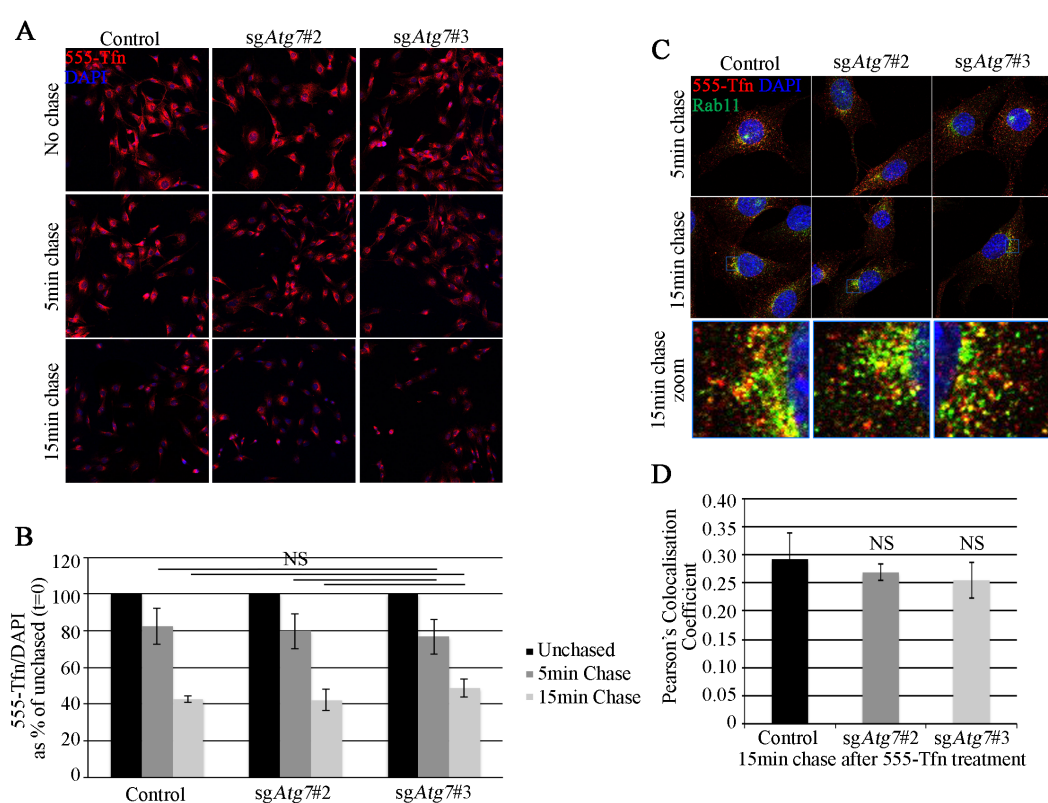 A
Control
sgAtg7#2
sgAtg7#3
555-Tfn
DAPI
No chase
5min chase
15min chase
B
555-Tfn/DAPI
as % of unchased (t=0)
120
100
80
60
40
20
0
NS
Control
sgAtg7#2
sgAtg7#3
Unchased
5min Chase
15min Chase
C
Control
sgAtg7#2
sgAtg7#3
555-Tfn DAPI
Rab11
5min chase
15min chase
15min chase
zoom
D
Pearson's Colocalisation
Coefficient
0.40
0.35
0.30
0.25
0.20
0.15
0.10
0.05
0
NS
NS
Control
sgAtg7#2
sgAtg7#3
15min chase after 555-Tfn treatment